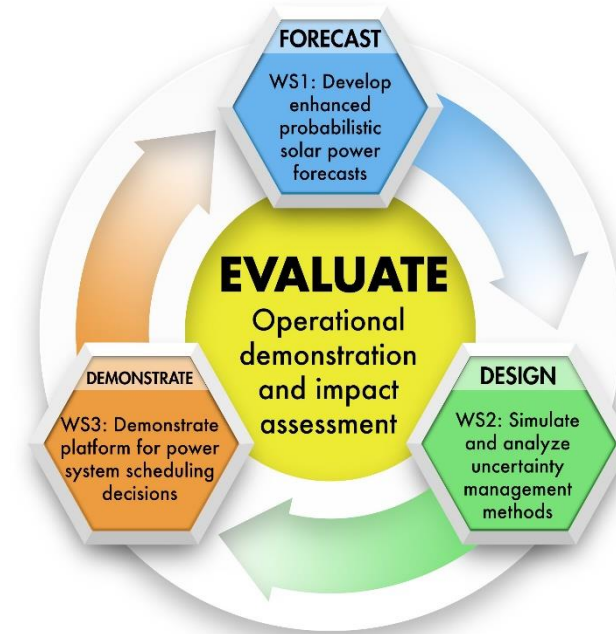 FORECAST
WS1: Develop
enhanced
probabilistic
solar power
forecasts
EVALUATE
Operational
demonstration
and impact
assessment
DEMONSTRATE
WS3: Demonstrate
platform for power
system scheduling
decisions
DESIGN
WS2: Simulate
and analyze
uncertainty
management
methods